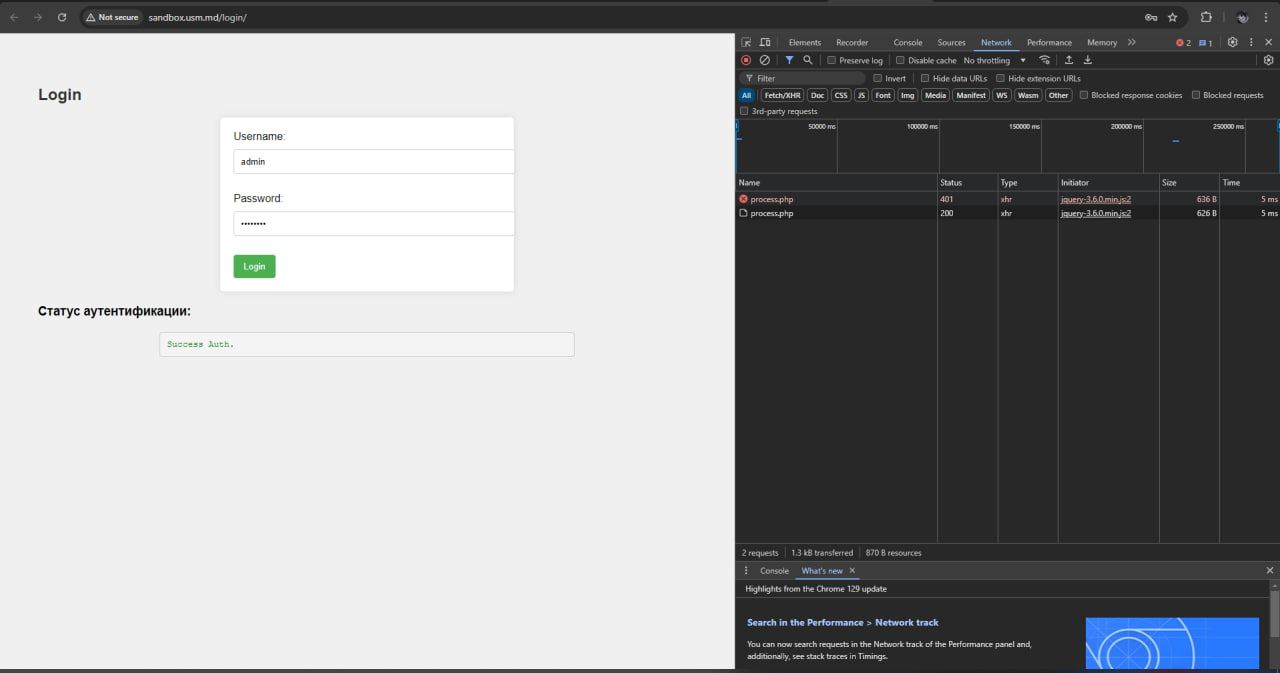 Not secure
sandbox.usm.md/login/
Login
Username:
admin
Password:
••••••••
Login
Статус аутентификации:
Success Auth.
Elements Recorder Console Sources Network Performance Memory 2 1
Preserve log Disable cache No throttling
Filter Invert Hide data URLs Hide extension URLs
All Fetch/XHR Doc CSS JS Font Img Media Manifest WS Wasm Other Blocked response cookies Blocked requests
3rd-party requests
50000 ms 100000 ms 150000 ms 200000 ms 250000 ms
Name Status Type Initiator Size Time
process.php 401 xhr jquery-3.6.0.min.js:2 636 B 5 ms
process.php 200 xhr jquery-3.6.0.min.js:2 626 B 5 ms
2 requests 1.3 kB transferred 870 B resources
Console What's new
Highlights from the Chrome 129 update
Search in the Performance > Network track
You can now search requests in the Network track of the Performance panel and,
additionally, see stack traces in Timings.